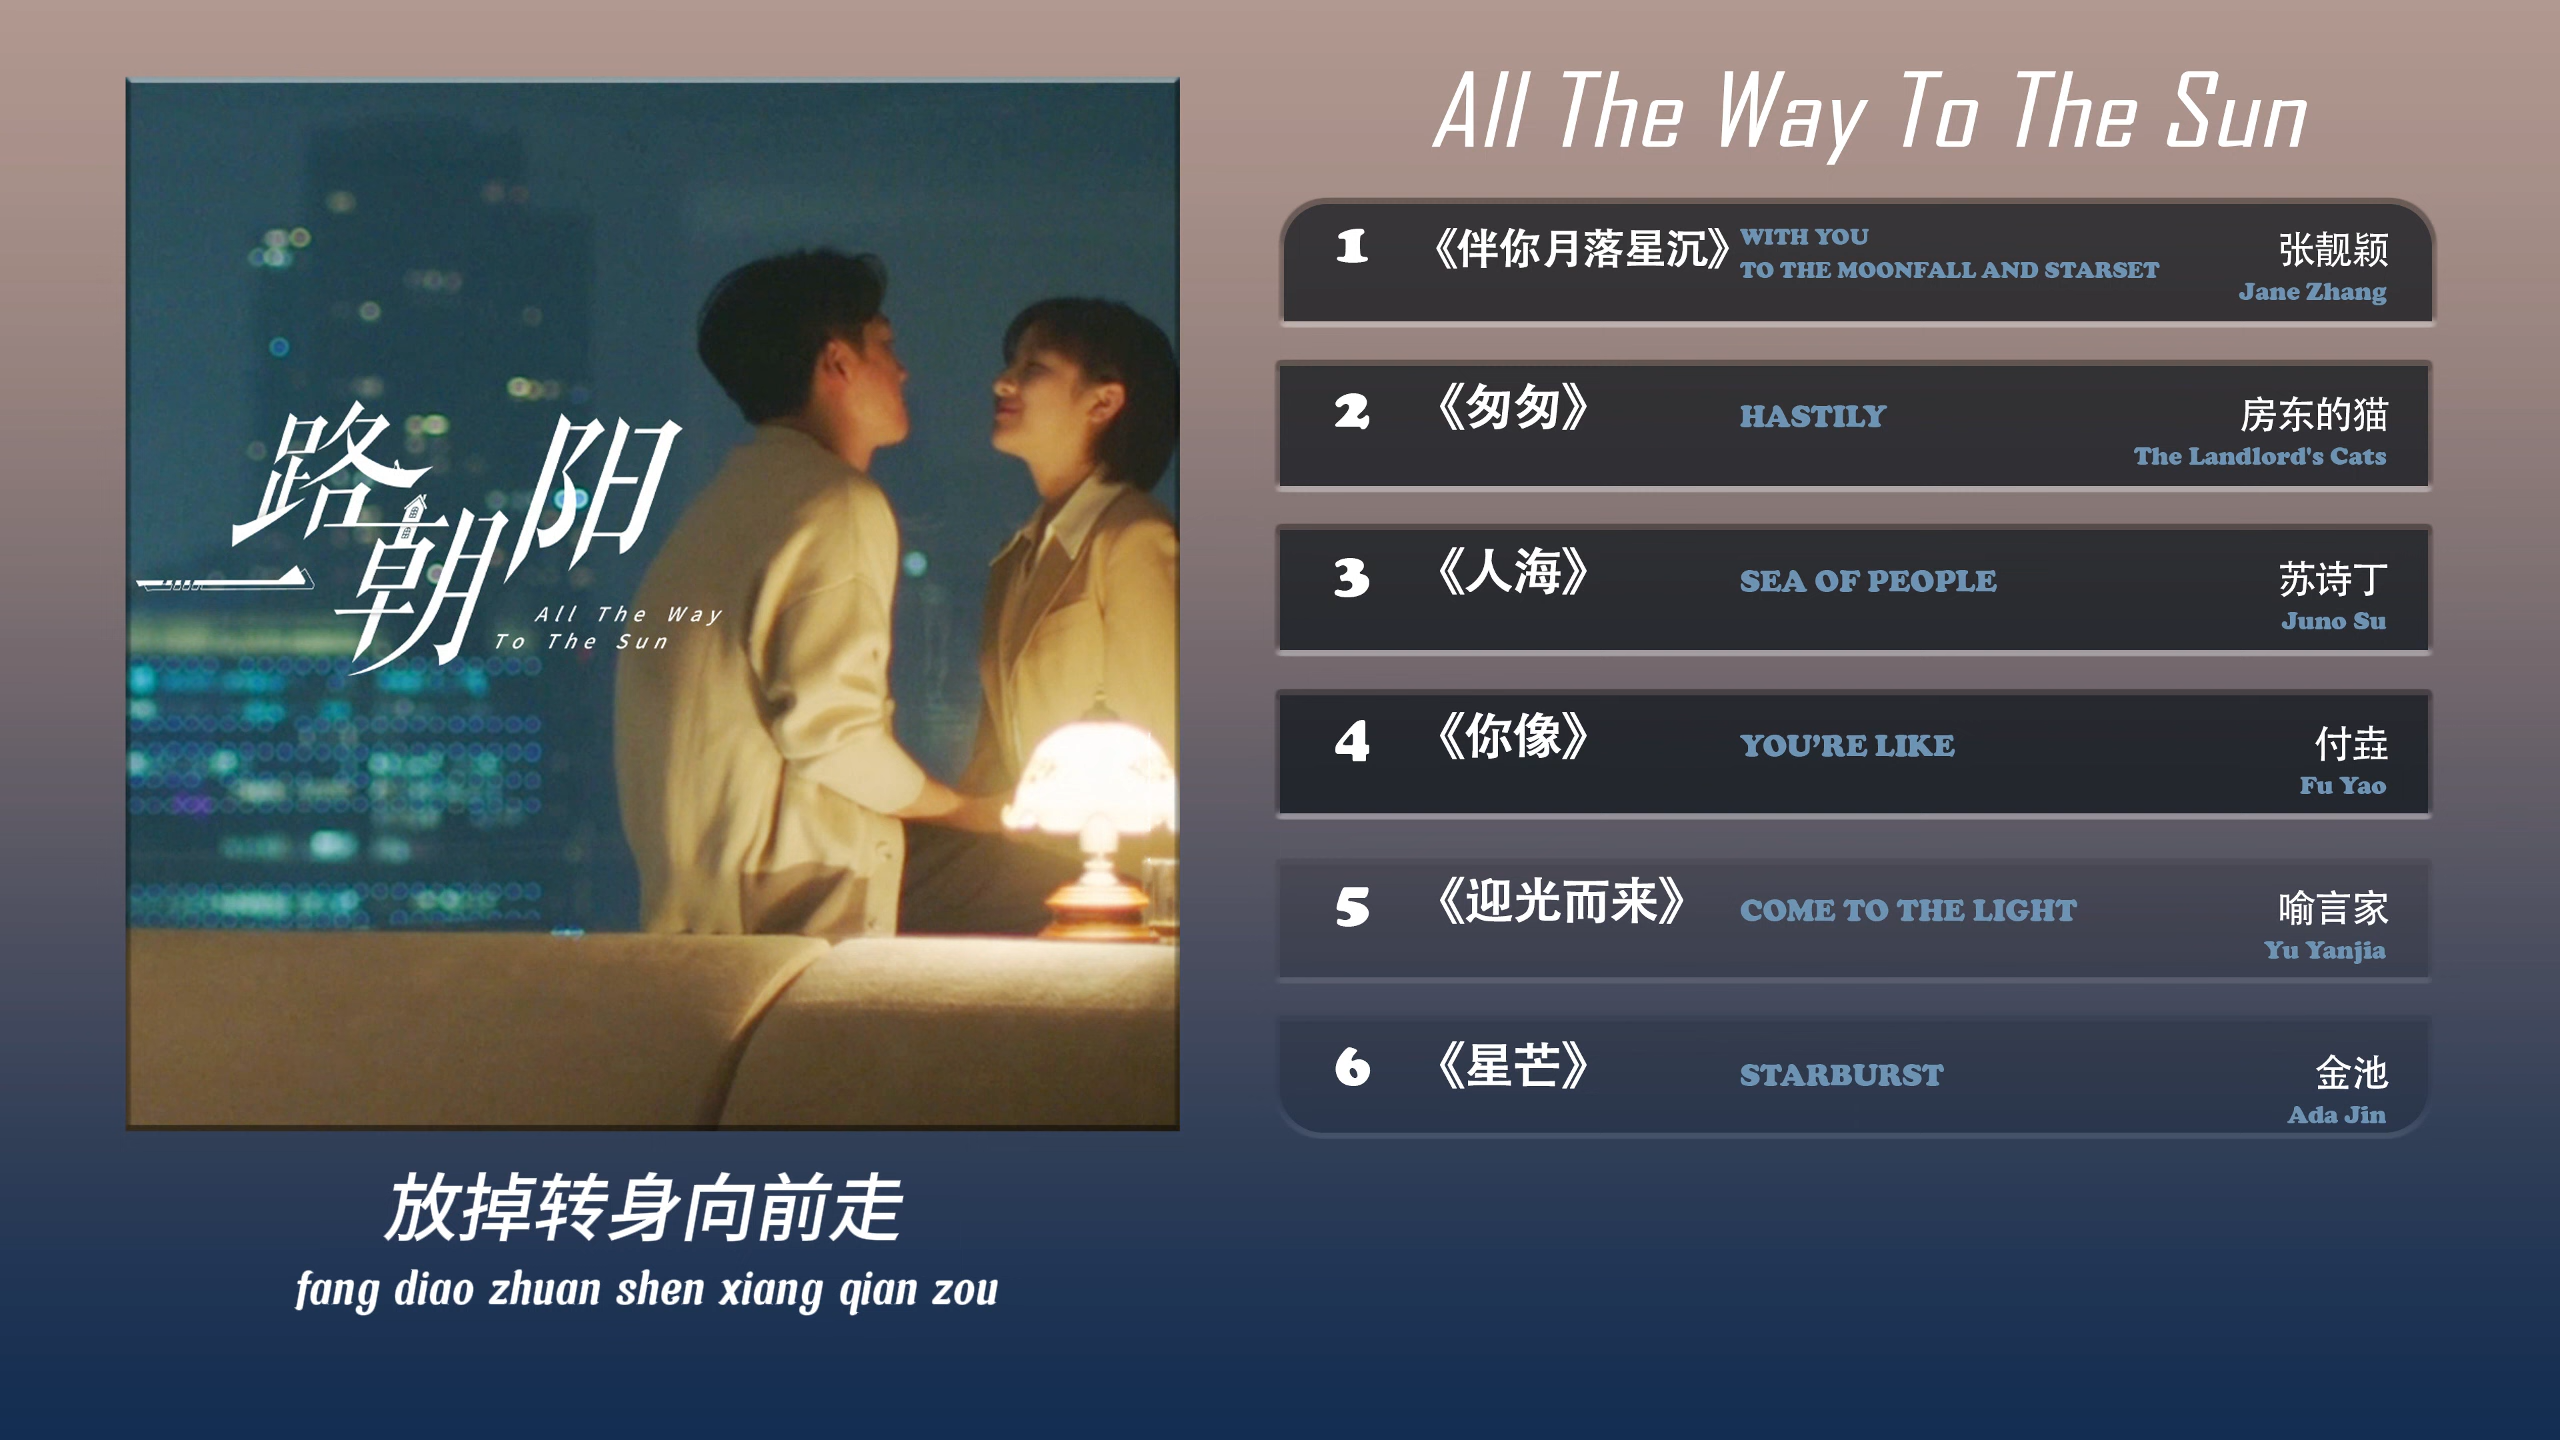 一路朝阳
All The Way
To The Sun
放掉转身向前走
fang diao zhuan shen xiang qian zou
All The Way To The Sun
1 《伴你月落星沉》 WITH YOU
TO THE MOONFALL AND STARSET
张靓颖
Jane Zhang
2 《匆匆》 HASTILY 房东的猫
The Landlord's Cats
3 《人海》 SEA OF PEOPLE 苏诗丁
Juno Su
4 《你像》 YOU'RE LIKE 付垚
Fu Yao
5 《迎光而来》 COME TO THE LIGHT 喻言家
Yu Yanjia
6 《星芒》 STARBURST 金池
Ada Jin